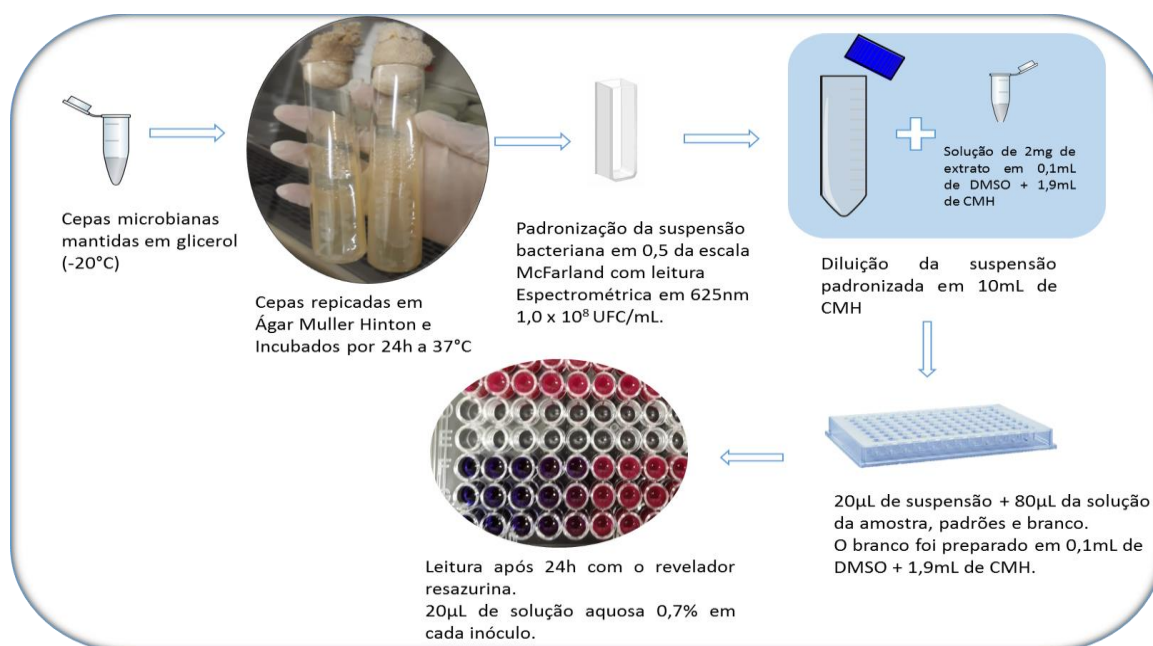 Cepas microbianas
mantidas em glicerol
(-20°C)
Cepas repicadas em
Ágar Muller Hinton e
Incubados por 24h a 37°C
Padronização da suspensão
bacteriana em 0,5 da escala
McFarland com leitura
Espectrométrica em 625nm
1,0 x 10⁸ UFC/mL.
Solução de 2mg de
extrato em 0,1mL
de DMSO + 1,9mL
de CMH
Diluição da suspensão
padronizada em 10mL de
CMH
20µL de suspensão + 80µL da solução
da amostra, padrões e branco.
O branco foi preparado em 0,1mL de
DMSO + 1,9mL de CMH.
Leitura após 24h com o revelador
resazurina.
20µL de solução aquosa 0,7% em
cada inóculo.